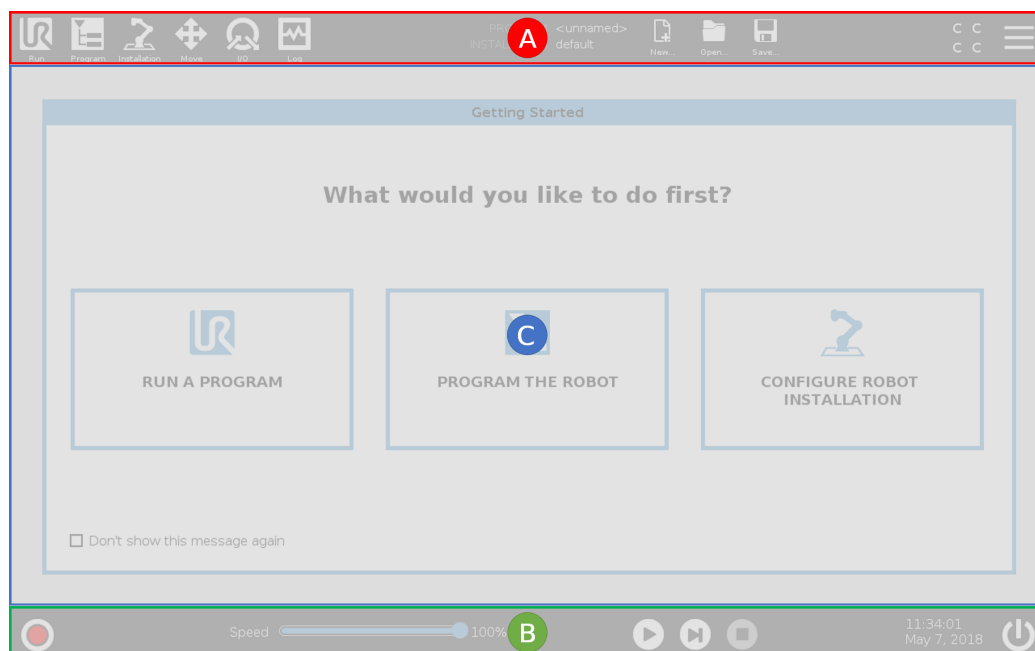 PR A <unnamed>
INSTAL default
Run Program Installation Move I/O Log New... Open... Save...
C C
C C
Getting Started
What would you like to do first?
C
RUN A PROGRAM PROGRAM THE ROBOT CONFIGURE ROBOT
INSTALLATION
Don't show this message again
Speed 100% B
11:34:01
May 7, 2018